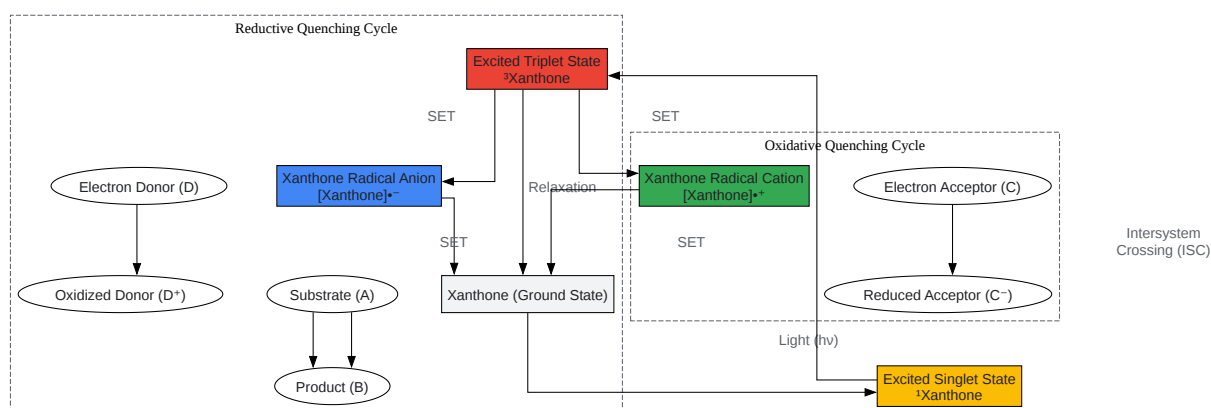 Reductive Quenching Cycle
Excited Triplet State
³Xanthone
SET
SET
Oxidative Quenching Cycle
Electron Donor (D)
Xanthone Radical Anion
[Xanthone]•⁻
Relaxation
Xanthone Radical Cation
[Xanthone]•⁺
Electron Acceptor (C)
SET
SET
Intersystem
Crossing (ISC)
Oxidized Donor (D⁺)
Substrate (A)
Xanthone (Ground State)
Reduced Acceptor (C⁻)
Light (hν)
Product (B)
Excited Singlet State
¹Xanthone